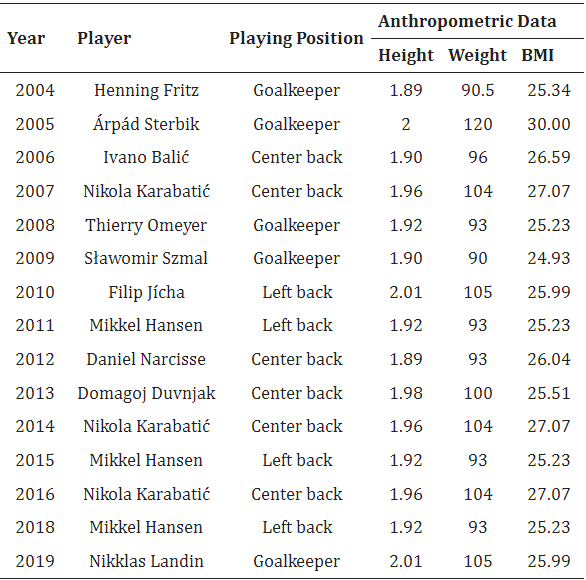 Anthropometric Data
Year Player Playing Position
Height Weight BMI
2004 Henning Fritz Goalkeeper 1.89 90.5 25.34
2005 Árpád Sterbik Goalkeeper 2 120 30.00
2006 Ivano Balić Center back 1.90 96 26.59
2007 Nikola Karabatić Center back 1.96 104 27.07
2008 Thierry Omeyer Goalkeeper 1.92 93 25.23
2009 Sławomir Szmal Goalkeeper 1.90 90 24.93
2010 Filip Jícha Left back 2.01 105 25.99
2011 Mikkel Hansen Left back 1.92 93 25.23
2012 Daniel Narcisse Center back 1.89 93 26.04
2013 Domagoj Duvnjak Center back 1.98 100 25.51
2014 Nikola Karabatić Center back 1.96 104 27.07
2015 Mikkel Hansen Left back 1.92 93 25.23
2016 Nikola Karabatić Center back 1.96 104 27.07
2018 Mikkel Hansen Left back 1.92 93 25.23
2019 Nikklas Landin Goalkeeper 2.01 105 25.99